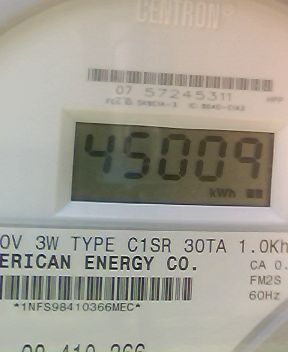 CENTRON®
07 57245311
45009
kWh
0V 3W TYPE C1SR 30TA 1.0Kh
ERICAN ENERGY CO.
CA 0.
FM2S
60Hz
*1NFS98410366MEC*